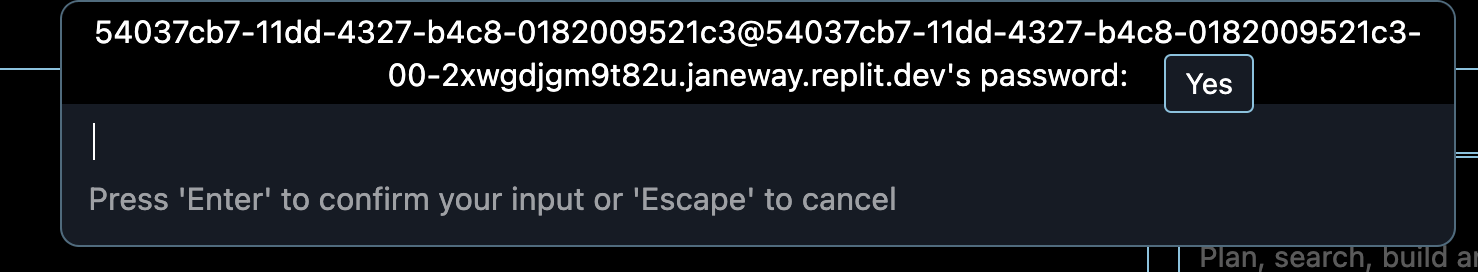 54037cb7-11dd-4327-b4c8-0182009521c3@54037cb7-11dd-4327-b4c8-0182009521c3-
00-2xwgdjgm9t82u.janeway.replit.dev's password:
Yes
Press 'Enter' to confirm your input or 'Escape' to cancel
Plan, search, build